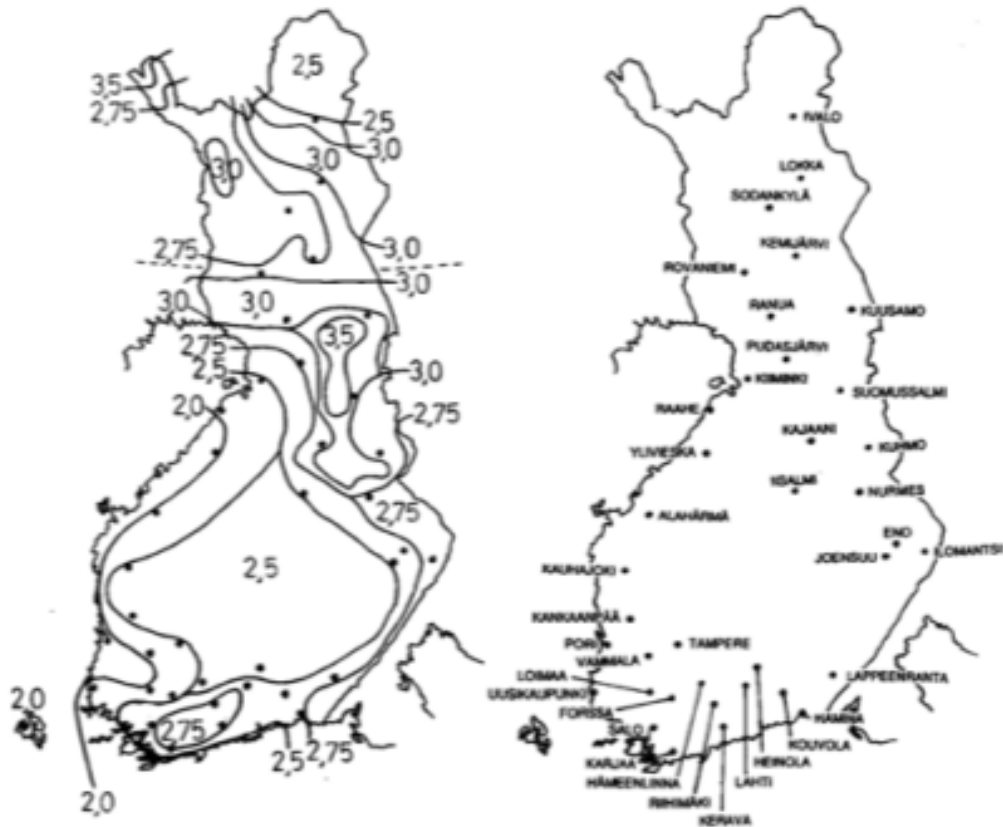 2,5
3,5
2,75
2,5
3,0
3,0
3,0
2,75
3,0
3,0
3,0
3,0
3,5
2,75
2,5
3,0
2,0
2,75
2,75
2,5
2,0
2,75
2,5
2,75
2,0
IVALO
LOKKA
SODANKYLÄ
KEMIJÄRVI
ROVANIEMI
RANUA
KUUSAMO
PUDASJÄRVI
KIIMINKI
SUOMUSSALMI
RAAHE
KAJAANI
YLIVIESKA
KUHMO
IISALMI
NURMES
ALAHÄRMÄ
ENO
JOENSUU
ILOMANTSI
KAUHAJOKI
KANKAANPÄÄ
PORI
TAMPERE
VAMMALA
LOIMAA
LAPPEENRANTA
UUSIKAUPUNKI
FORSSA
HAMINA
SALO
KOUVOLA
KARJAA
HEINOLA
HÄMEENLINNA
LAHTI
RIIHIMÄKI
KERAVA